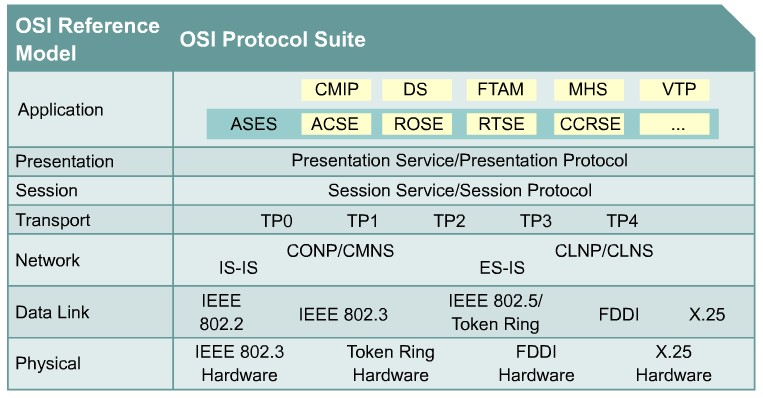 OSI Reference Model
OSI Protocol Suite
Application
CMIP DS FTAM MHS VTP
ASES ACSE ROSE RTSE CCRSE ...
Presentation
Presentation Service/Presentation Protocol
Session
Session Service/Session Protocol
Transport
TP0 TP1 TP2 TP3 TP4
Network
CONP/CMNS CLNP/CLNS
IS-IS ES-IS
Data Link
IEEE 802.2
IEEE 802.3
IEEE 802.5/
Token Ring
FDDI
X.25
Physical
IEEE 802.3
Hardware
Token Ring
Hardware
FDDI
Hardware
X.25
Hardware